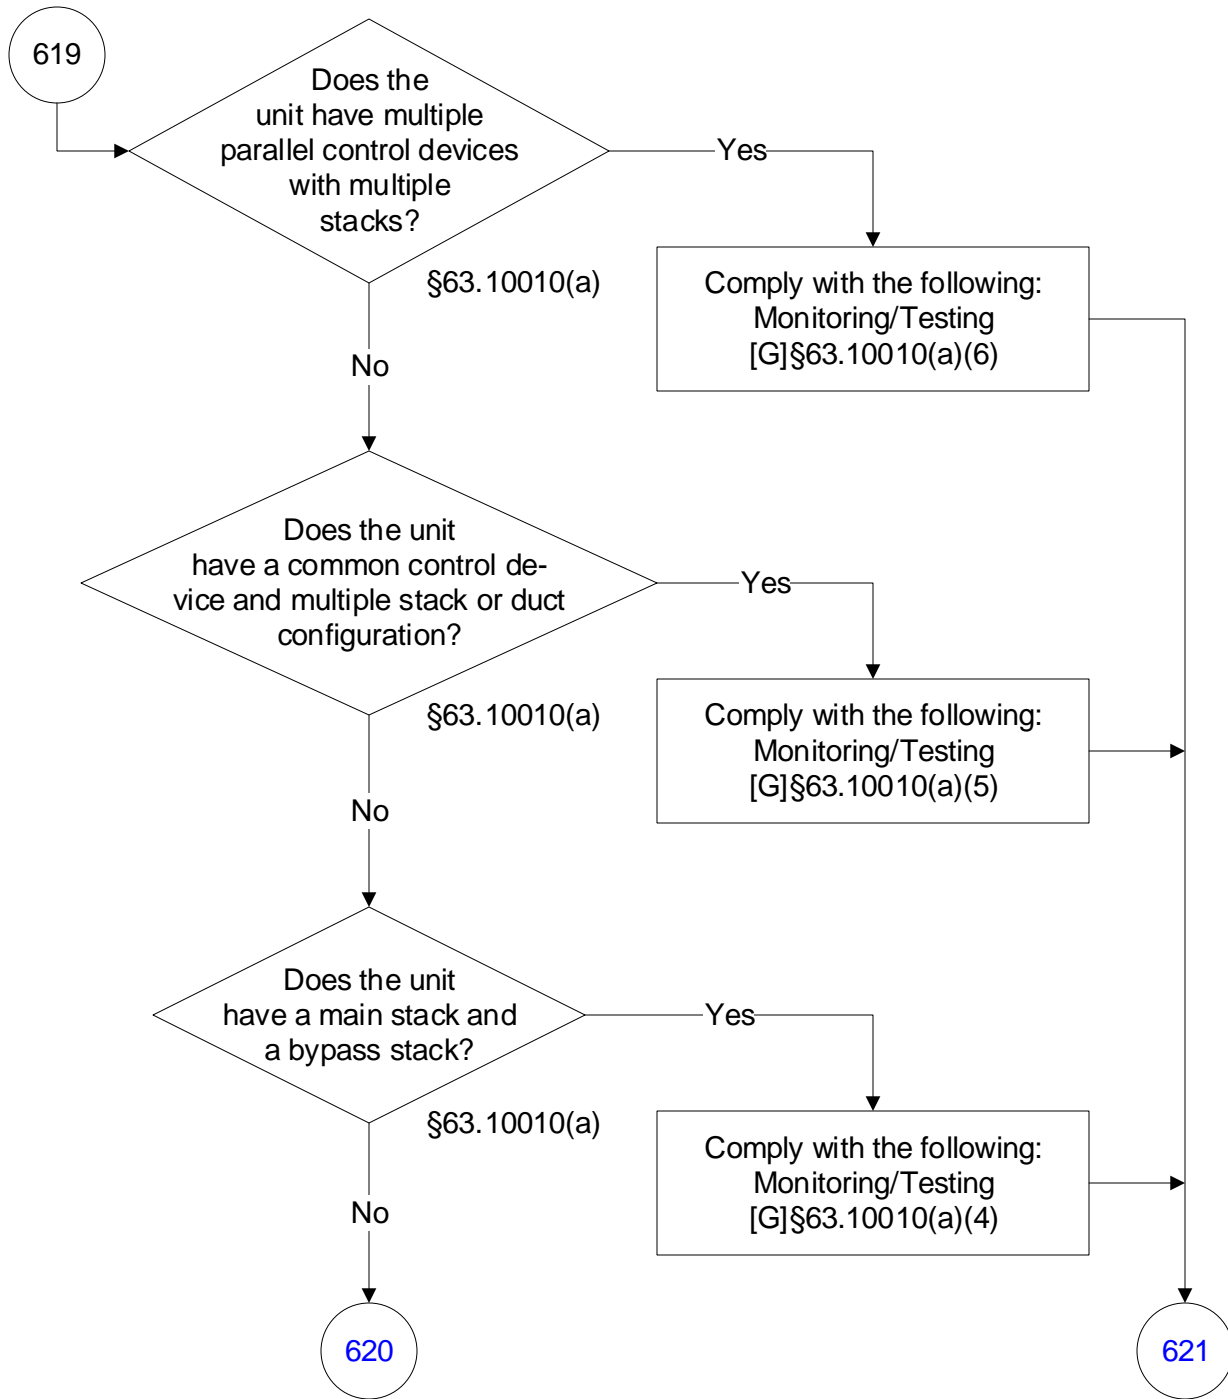 619
Does the
unit have multiple
parallel control devices
with multiple
stacks?
Yes
§63.10010(a)
Comply with the following:
Monitoring/Testing
[G]§63.10010(a)(6)
No
Does the unit
have a common control de-
vice and multiple stack or duct
configuration?
Yes
§63.10010(a)
Comply with the following:
Monitoring/Testing
[G]§63.10010(a)(5)
No
Does the unit
have a main stack and
a bypass stack?
Yes
§63.10010(a)
Comply with the following:
Monitoring/Testing
[G]§63.10010(a)(4)
No
620
621